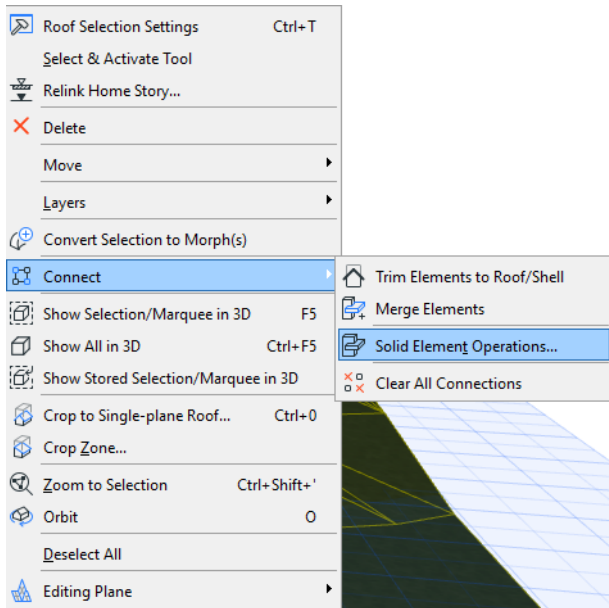 Roof Selection Settings Ctrl+T
Select & Activate Tool
Relink Home Story...
Delete
Move
Layers
Convert Selection to Morph(s)
Connect
Show Selection/Marquee in 3D F5
Show All in 3D Ctrl+F5
Show Stored Selection/Marquee in 3D
Crop to Single-plane Roof... Ctrl+0
Crop Zone...
Zoom to Selection Ctrl+Shift+'
Orbit O
Deselect All
Editing Plane
Trim Elements to Roof/Shell
Merge Elements
Solid Element Operations...
Clear All Connections